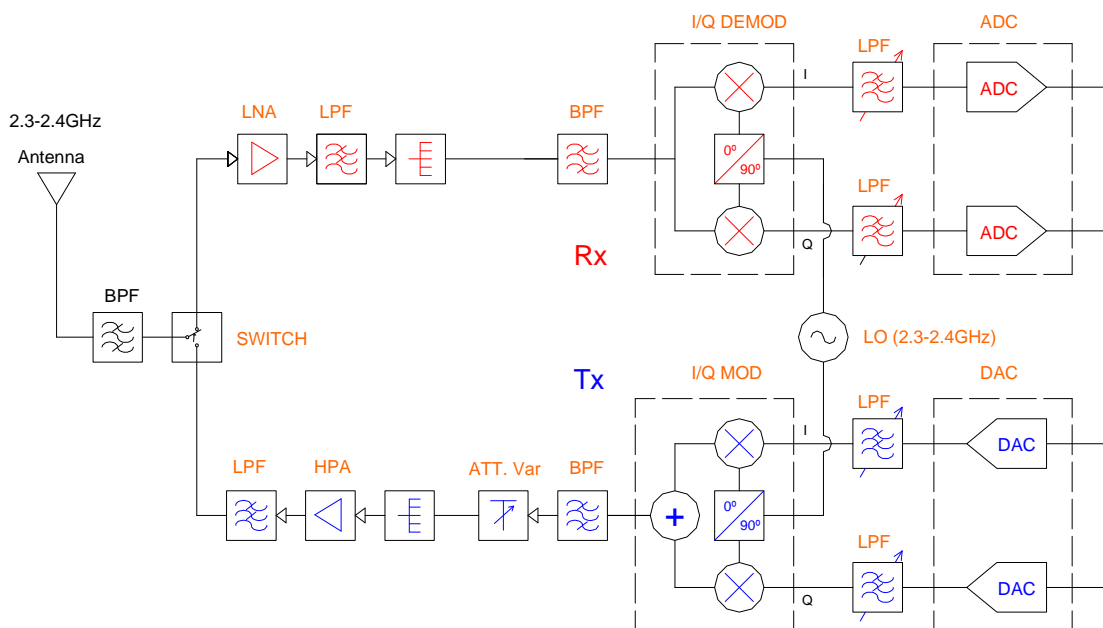 I/Q DEMOD
ADC
LPF
I
ADC
LNA
LPF
BPF
2.3-2.4GHz
Antenna
0º
90º
LPF
Q
ADC
Rx
BPF
SWITCH
LO (2.3-2.4GHz)
Tx
I/Q MOD
DAC
LPF
I
DAC
LPF
HPA
ATT. Var
BPF
+
0º
90º
LPF
Q
DAC